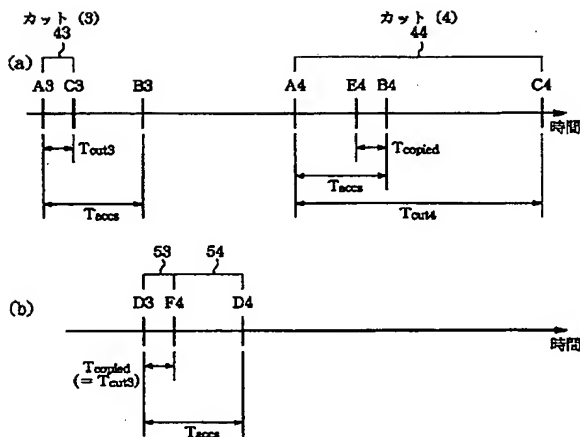 カット (3)
43
カット (4)
44
(a)
A3 C3 B3 A4 E4 B4 C4
時間
Tcut3
Tcopied
Taccs
Taccs
Tcut4
53 54
(b)
D3 F4 D4
時間
Tcopied
(= Tcut3)
Taccs